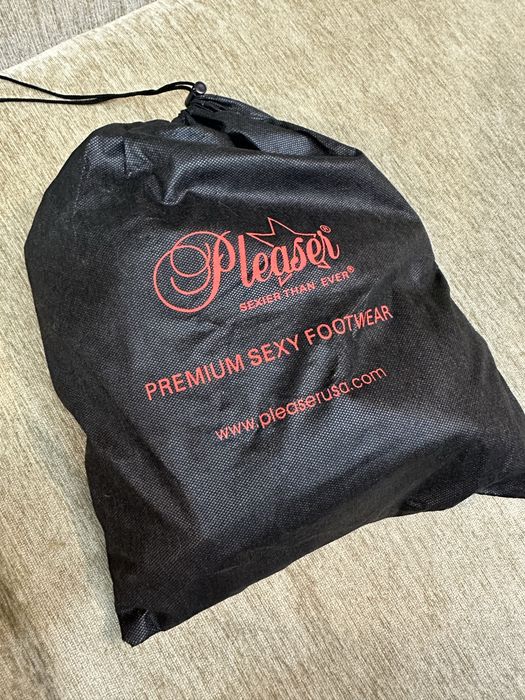 Pleaser®
SEXIER THAN EVER®
PREMIUM SEXY FOOTWEAR
www.pleaserusa.com